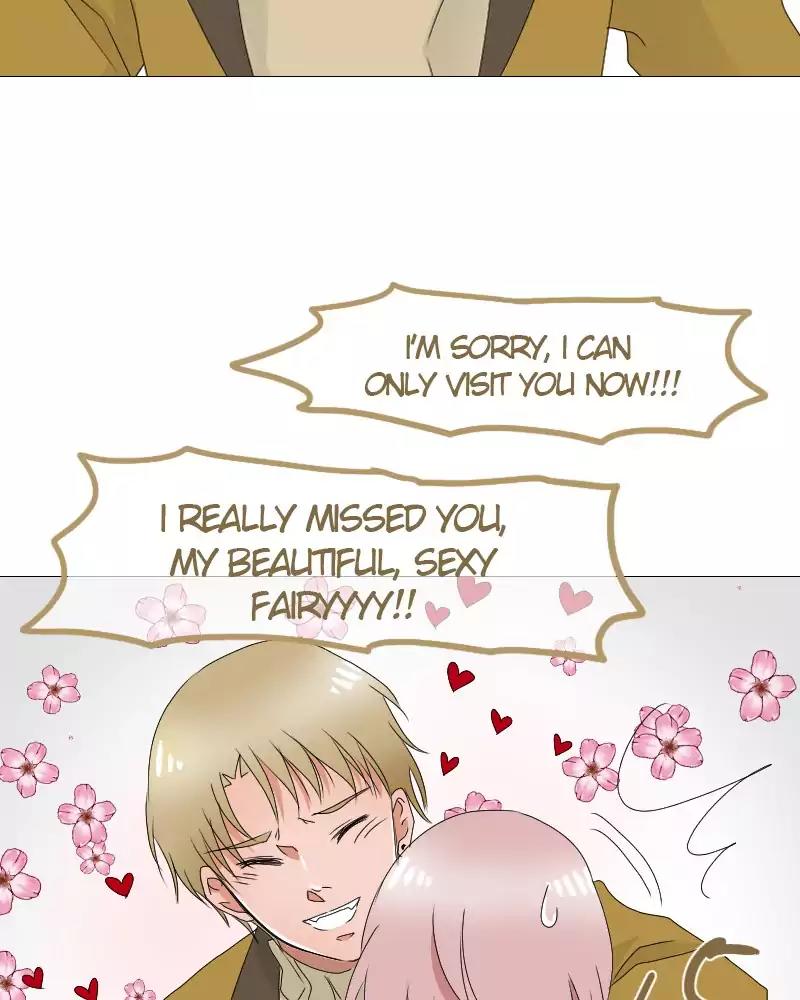 I'M SORRY, I CAN
ONLY VISIT YOU NOW!!!
I REALLY MISSED YOU,
MY BEAUTIFUL, SEXY
FAIRYYYY!!